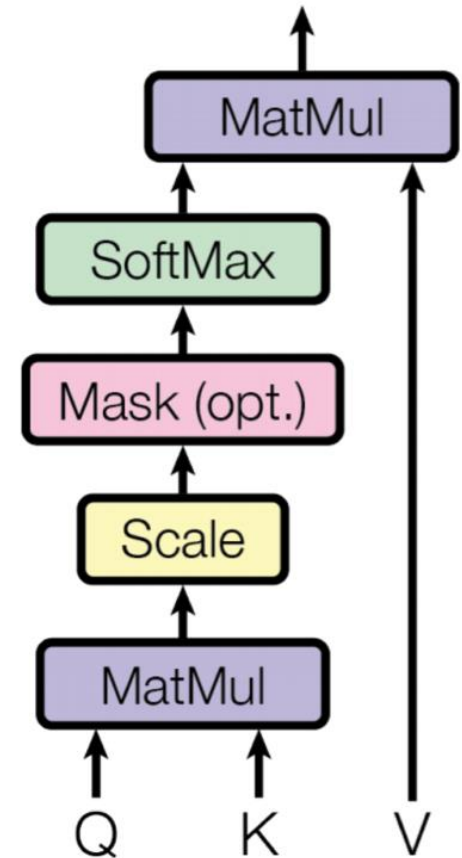 MatMul
SoftMax
Mask (opt.)
Scale
MatMul
Q K V